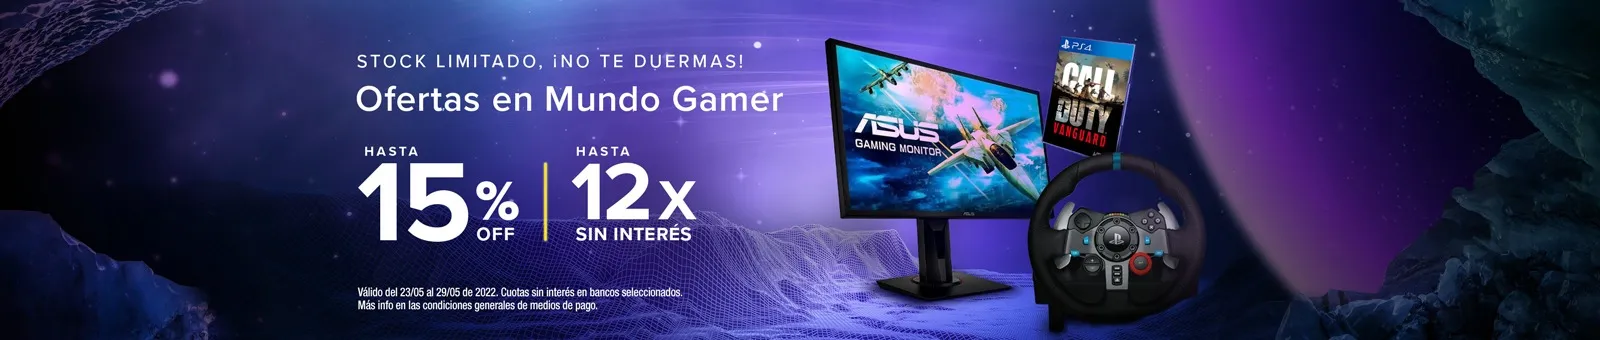 STOCK LIMITADO, ¡NO TE DUERMAS!
Ofertas en Mundo Gamer
HASTA
15%
OFF
HASTA
12x
SIN INTERÉS
Válido del 23/05 al 29/05 de 2022. Cuotas sin interés en bancos seleccionados.
Más info en las condiciones generales de medios de pago.
ASUS
GAMING MONITOR
ASUS
PS4
CALL
OF
DUTY
VANGUARD